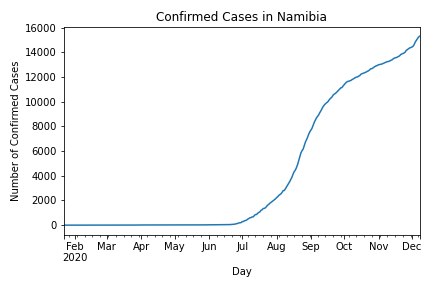 Confirmed Cases in Namibia
16000
14000
12000
10000
8000
6000
4000
2000
0
Number of Confirmed Cases
Feb Mar Apr May Jun Jul Aug Sep Oct Nov Dec
2020
Day